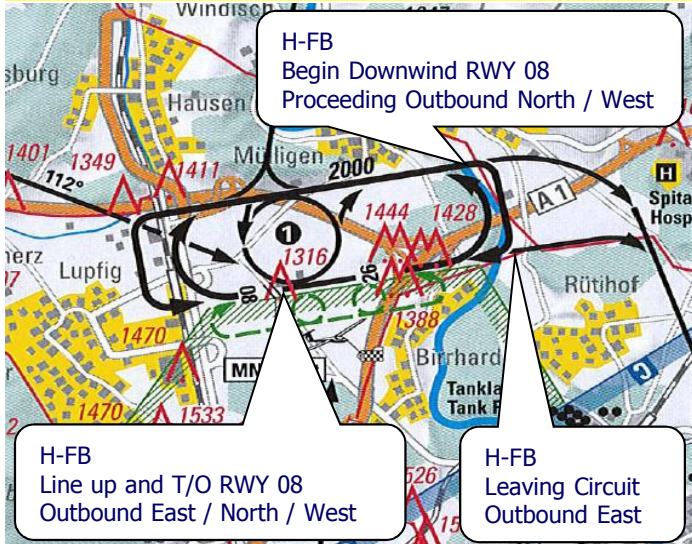 Windisch
H-FB
Begin Downwind RWY 08
Proceeding Outbound North / West
sburg
Hausen
1401
1349
1411
Mülligen
2000
112°
A 1
H
Spita
Hosp
1444
1428
1
1316
Lupfig
08
26
Rütihof
1470
1388
MN
Birrhard
C
Tankla
Tank F
1470
1533
H-FB
Line up and T/O RWY 08
Outbound East / North / West
H-FB
Leaving Circuit
Outbound East
526